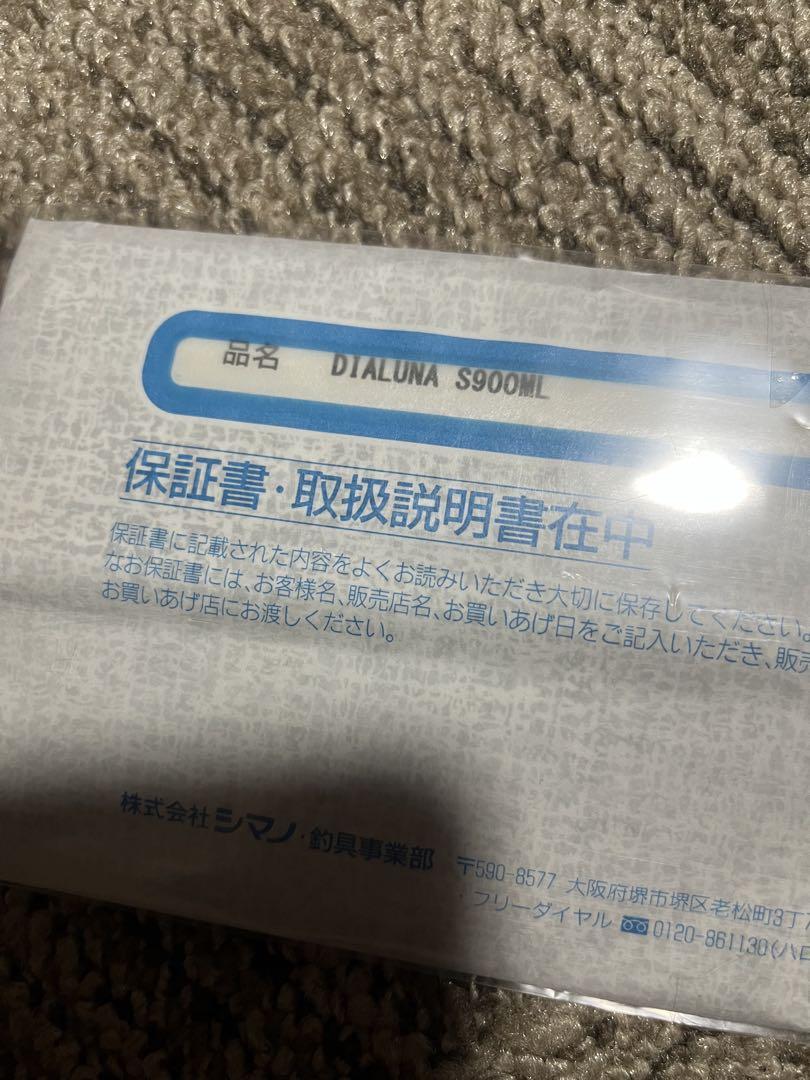 品名 DIALUNA S900ML
保証書・取扱説明書在中
保証書に記載された内容をよくお読みいただき大切に保存してください。
なお保証書には、お客様名、販売店名、お買いあげ日をご記入いただき、販売
お買いあげ店にお渡しください。
株式会社シマノ・釣具事業部 〒590-8577 大阪府堺市堺区老松町3丁
フリーダイヤル 0120-861130(ハロ